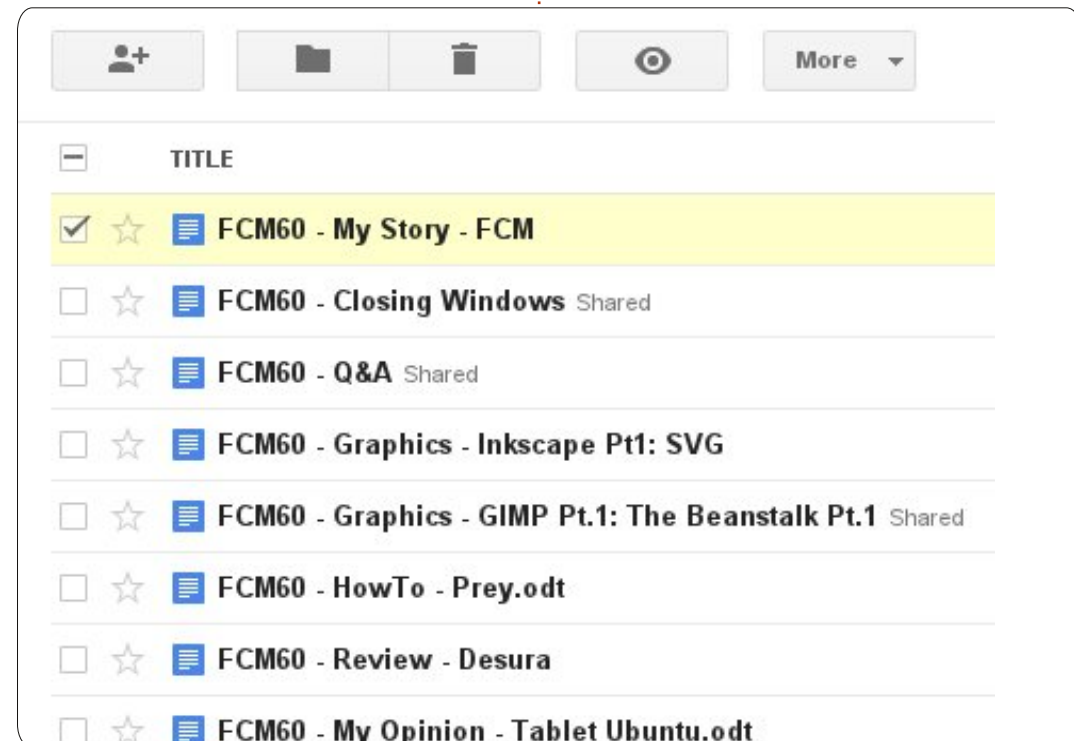 More
TITLE
FCM60 - My Story - FCM
FCM60 - Closing Windows Shared
FCM60 - Q&A Shared
FCM60 - Graphics - Inkscape Pt1: SVG
FCM60 - Graphics - GIMP Pt.1: The Beanstalk Pt.1 Shared
FCM60 - HowTo - Prey.odt
FCM60 - Review - Desura
FCM60 - My Opinion - Tablet Ubuntu.odt